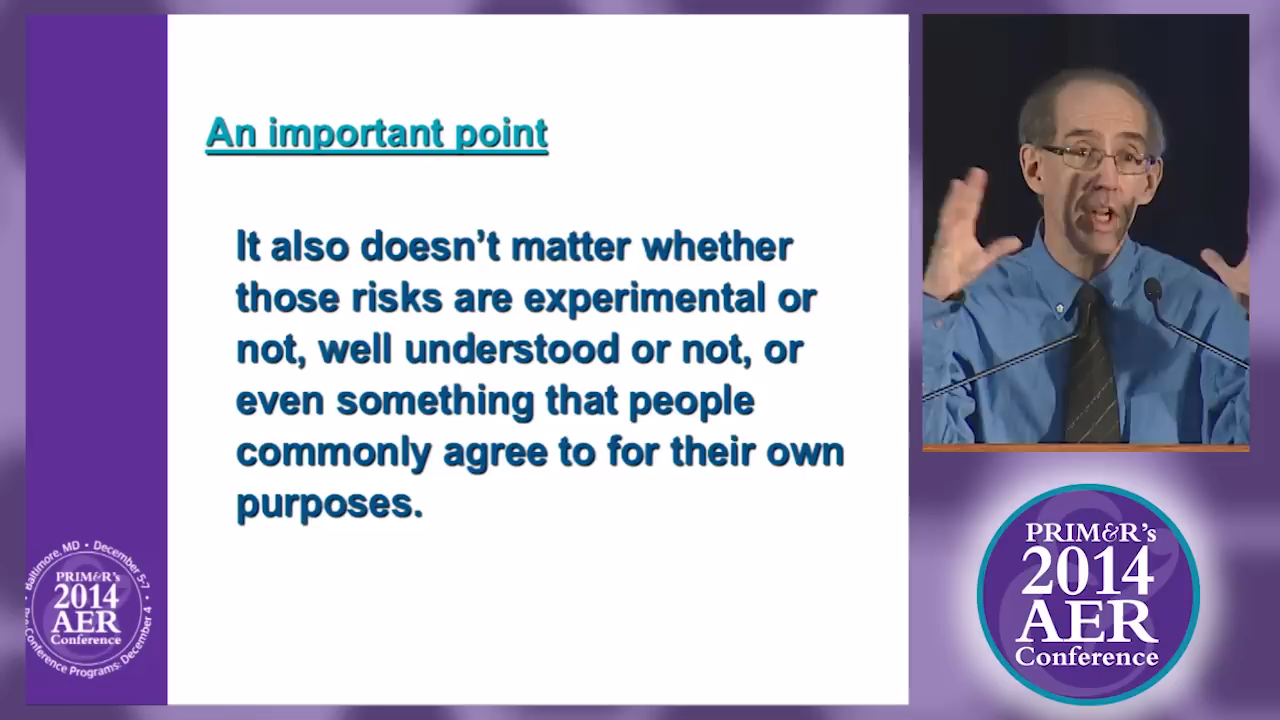 An important point
It also doesn’t matter whether
those risks are experimental or
not, well understood or not, or
even something that people
commonly agree to for their own
purposes.
Baltimore, MD • December 5-7
PRIM&R's
2014
AER
Conference
Conference Programs: December 4
PRIM&R's
2014
AER
Conference